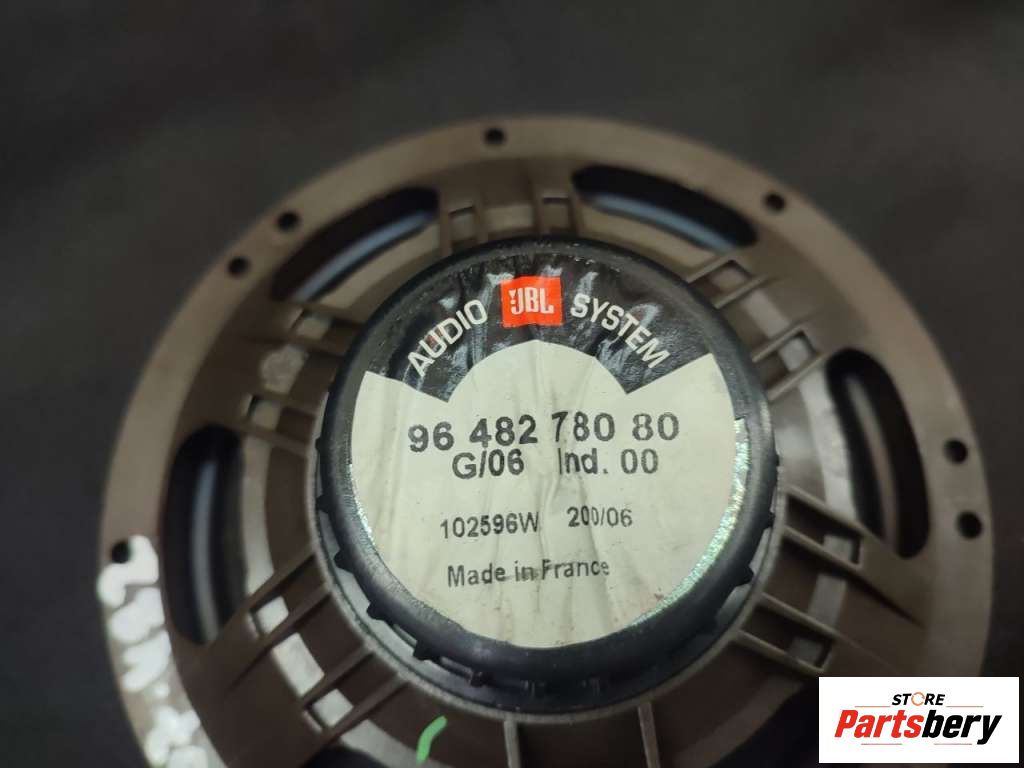 AUDIO JBL SYSTEM
96 482 780 80
G/06 Ind. 00
102596W 200/06
Made in France
STORE
Partsbery